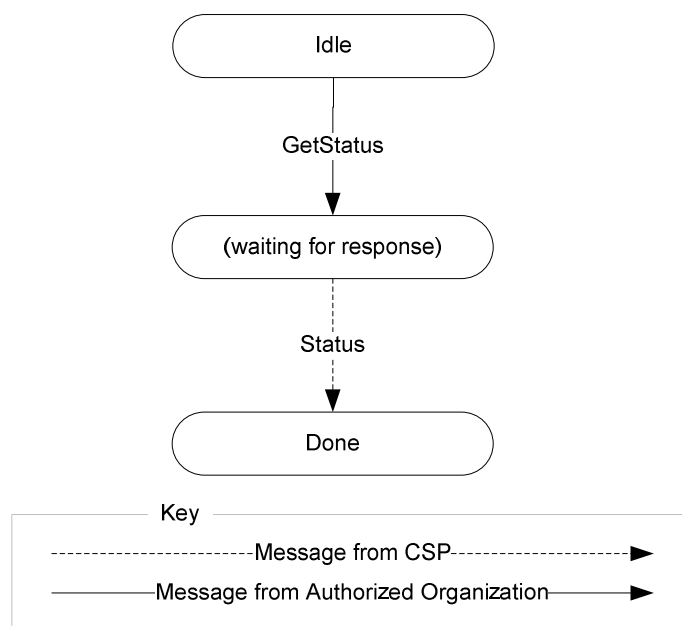 Idle
GetStatus
(waiting for response)
Status
Done
Key
Message from CSP
Message from Authorized Organization